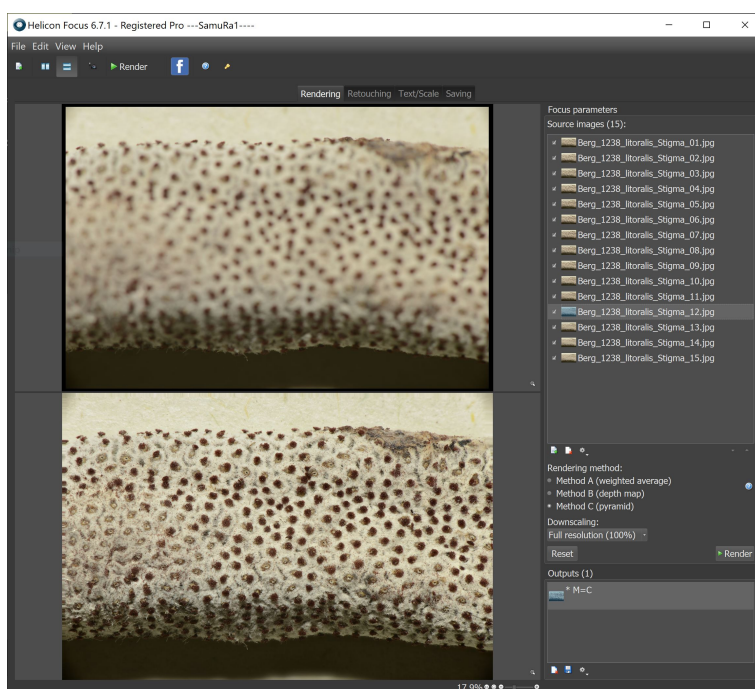 Helicon Focus 6.7.1 - Registered Pro ---SamuRa1----
File Edit View Help
Render
f
Rendering Retouching Text/Scale Saving
Focus parameters
Source images (15):
Berg_1238_litoralis_Stigma_01.jpg
Berg_1238_litoralis_Stigma_02.jpg
Berg_1238_litoralis_Stigma_03.jpg
Berg_1238_litoralis_Stigma_04.jpg
Berg_1238_litoralis_Stigma_05.jpg
Berg_1238_litoralis_Stigma_06.jpg
Berg_1238_litoralis_Stigma_07.jpg
Berg_1238_litoralis_Stigma_08.jpg
Berg_1238_litoralis_Stigma_09.jpg
Berg_1238_litoralis_Stigma_10.jpg
Berg_1238_litoralis_Stigma_11.jpg
Berg_1238_litoralis_Stigma_12.jpg
Berg_1238_litoralis_Stigma_13.jpg
Berg_1238_litoralis_Stigma_14.jpg
Berg_1238_litoralis_Stigma_15.jpg
Rendering method:
Method A (weighted average)
Method B (depth map)
Method C (pyramid)
Downscaling:
Full resolution (100%)
Reset
Render
Outputs (1)
* M=C
17.9%